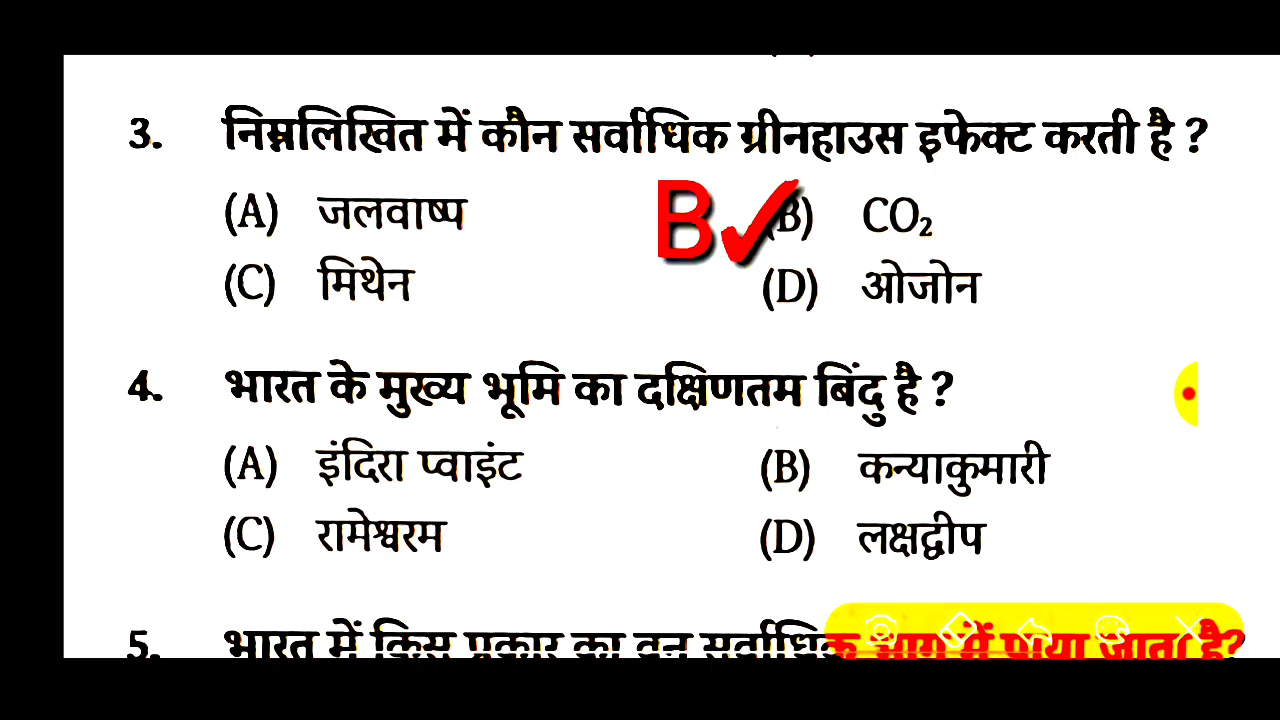 3. निम्नलिखित में कौन सर्वाधिक ग्रीनहाउस इफेक्ट करती है ?
(A) जलवाष्प B✓ (B) CO₂
(C) मिथेन (D) ओजोन
4. भारत के मुख्य भूमि का दक्षिणतम बिंदु है ?
(A) इंदिरा प्वाइंट (B) कन्याकुमारी
(C) रामेश्वरम (D) लक्षद्वीप
5. भारत में किस प्रकार का वन सर्वाधिक भाग में पाया जाता है?